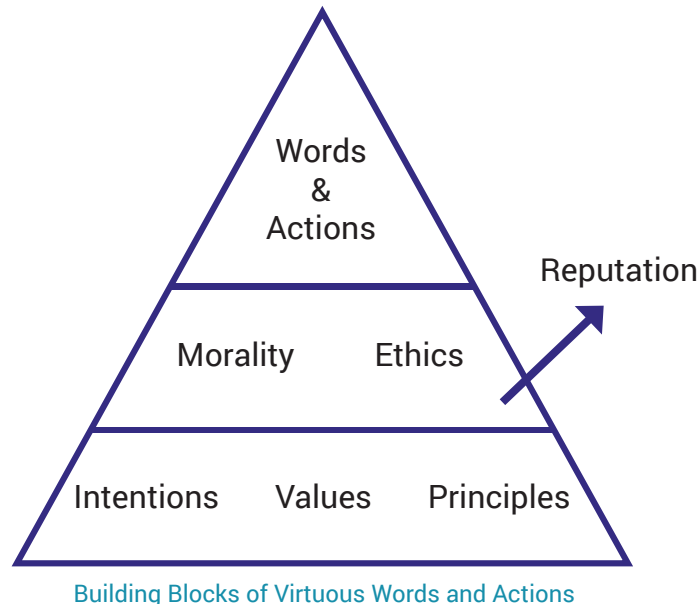 Words
&
Actions
Reputation
Morality Ethics
Intentions Values Principles
Building Blocks of Virtuous Words and Actions